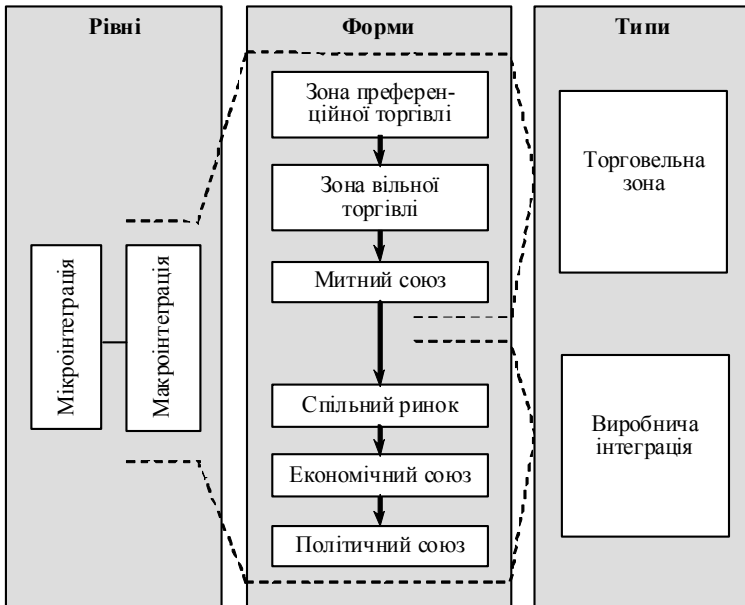 Рівні
Мікроінтеграція
Макроінтеграція
Форми
Зона преферен-
ційної торгівлі
Зона вільної
торгівлі
Митний союз
Спільний ринок
Економічний союз
Політичний союз
Типи
Торговельна
зона
Виробнича
інтеграція